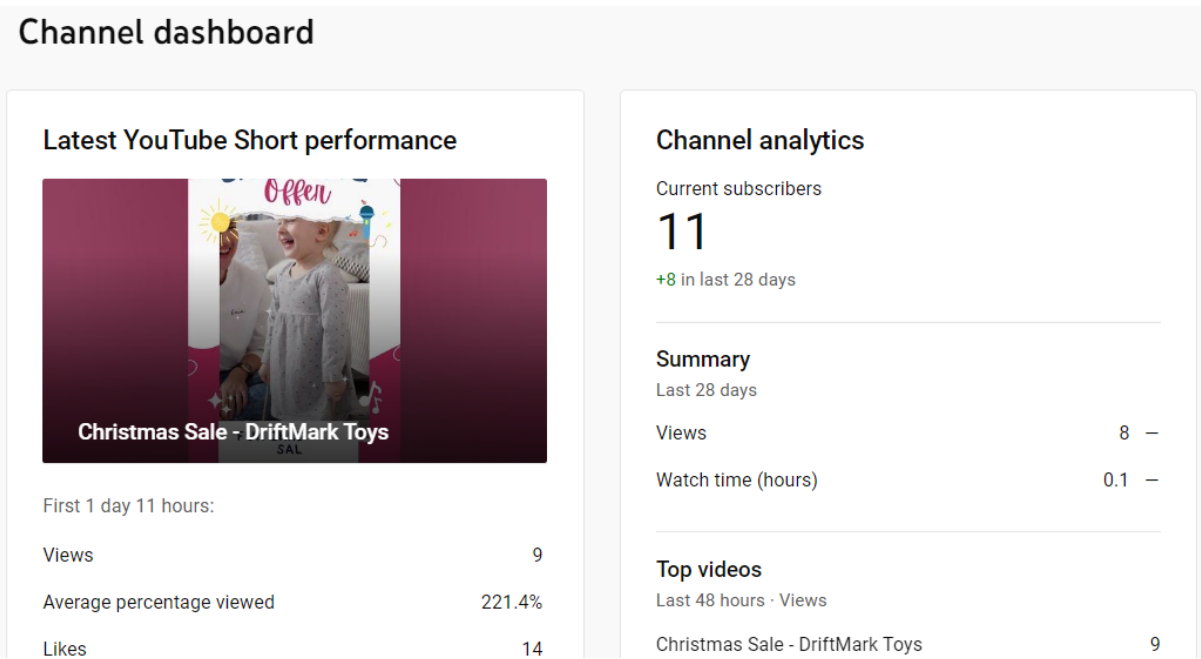 Channel dashboard
Latest YouTube Short performance
Offer
Christmas Sale - DriftMark Toys
SAL
First 1 day 11 hours:
Views 9
Average percentage viewed 221.4%
Likes 14
Channel analytics
Current subscribers
11
+8 in last 28 days
Summary
Last 28 days
Views 8 —
Watch time (hours) 0.1 —
Top videos
Last 48 hours · Views
Christmas Sale - DriftMark Toys 9